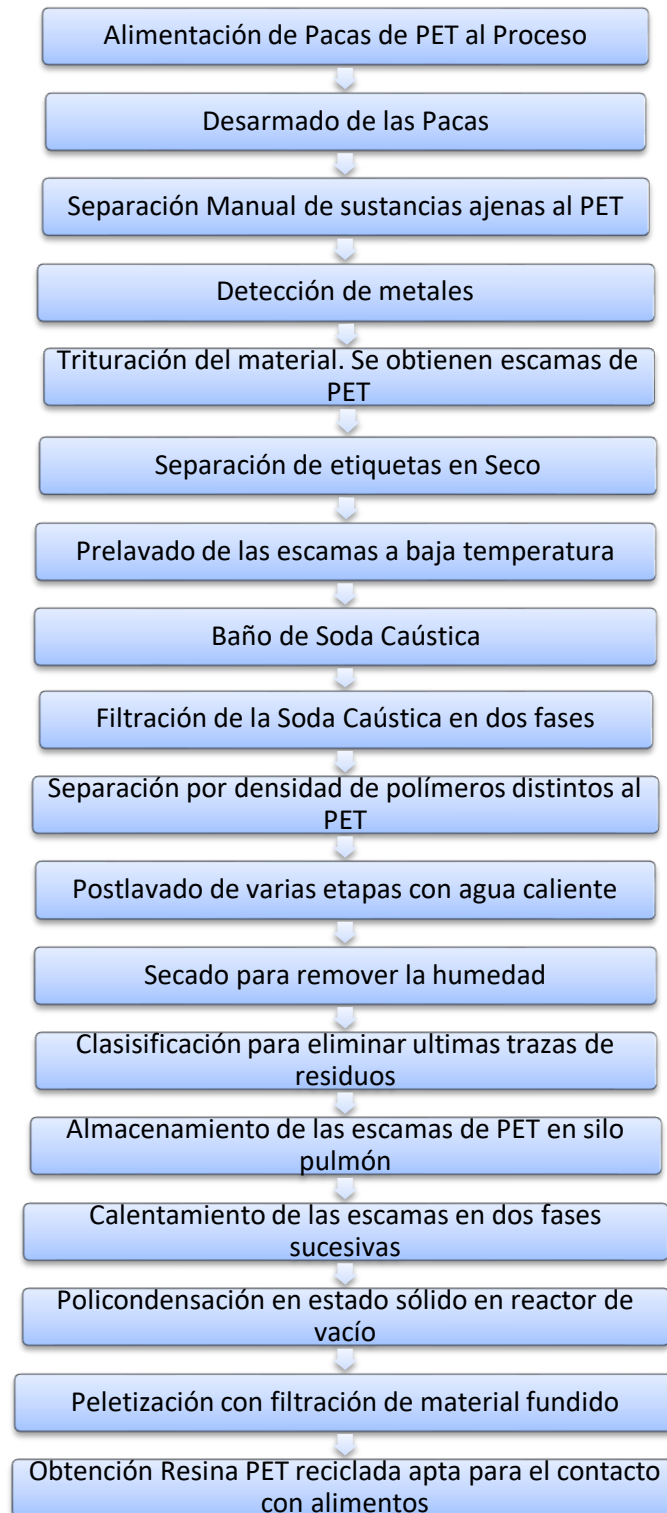 Alimentación de Pacas de PET al Proceso
Desarmado de las Pacas
Separación Manual de sustancias ajenas al PET
Detección de metales
Trituración del material. Se obtienen escamas de
PET
Separación de etiquetas en Seco
Prelavado de las escamas a baja temperatura
Baño de Soda Caústica
Filtración de la Soda Caústica en dos fases
Separación por densidad de polímeros distintos al
PET
Postlavado de varias etapas con agua caliente
Secado para remover la humedad
Clasisificación para eliminar ultimas trazas de
residuos
Almacenamiento de las escamas de PET en silo
pulmón
Calentamiento de las escamas en dos fases
sucesivas
Policondensación en estado sólido en reactor de
vacío
Peletización con filtración de material fundido
Obtención Resina PET reciclada apta para el contacto
con alimentos